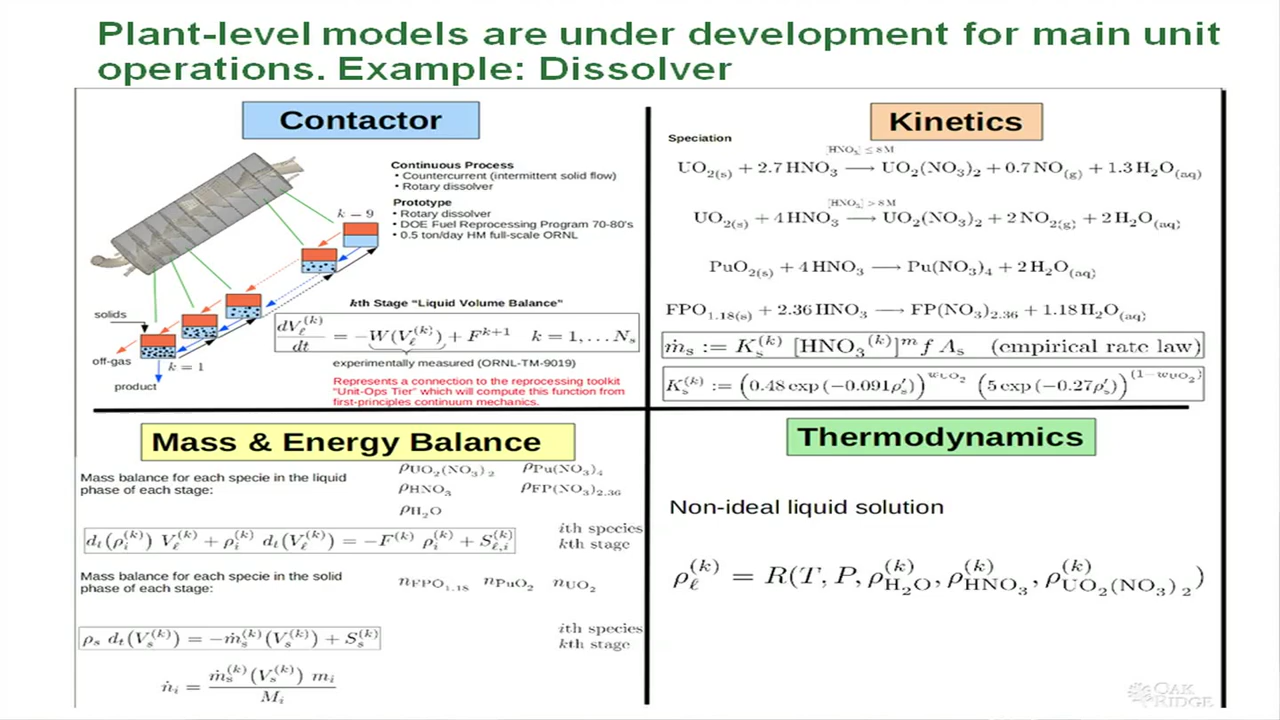 Plant-level models are under development for main unit
operations. Example: Dissolver
Contactor
Continuous Process
• Countercurrent (intermittent solid flow)
• Rotary dissolver
Prototype
• Rotary dissolver
• DOE Fuel Reprocessing Program 70-80's
• 0.5 ton/day HM full-scale ORNL
k = 9
kth Stage "Liquid Volume Balance"
dV_ℓ^(k)/dt = −W(V_ℓ^(k)) + F^{k+1}   k = 1, … N_s
experimentally measured (ORNL-TM-9019)
Represents a connection to the reprocessing toolkit
"Unit-Ops Tier" which will compute this function from
first-principles continuum mechanics.
solids
off-gas
k = 1
product
Kinetics
Speciation
[HNO₃] ≤ 8 M
UO₂(s) + 2.7 HNO₃ ⟶ UO₂(NO₃)₂ + 0.7 NO(g) + 1.3 H₂O(aq)
[HNO₃] > 8 M
UO₂(s) + 4 HNO₃ ⟶ UO₂(NO₃)₂ + 2 NO₂(g) + 2 H₂O(aq)
PuO₂(s) + 4 HNO₃ ⟶ Pu(NO₃)₄ + 2 H₂O(aq)
FPO₁.₁₈(s) + 2.36 HNO₃ ⟶ FP(NO₃)₂.₃₆ + 1.18 H₂O(aq)
ṁ_s := K_s^(k) [HNO₃^(k)]^m f A_s   (empirical rate law)
K_s^(k) := (0.48 exp(−0.091ρ′_s))^{w_UO₂} (5 exp(−0.27ρ′_s))^{(1−w_UO₂)}
Mass & Energy Balance
Mass balance for each specie in the liquid
phase of each stage:
ρ_UO₂(NO₃)₂   ρ_Pu(NO₃)₄
ρ_HNO₃   ρ_FP(NO₃)₂.₃₆
ρ_H₂O
d_t(ρ_i^(k)) V_ℓ^(k) + ρ_i^(k) d_t(V_ℓ^(k)) = −F^(k) ρ_i^(k) + S_ℓ,i^(k)
ith species
kth stage
Mass balance for each specie in the solid
phase of each stage:
n_FPO₁.₁₈   n_PuO₂   n_UO₂
ρ_s d_t(V_s^(k)) = −ṁ_s^(k)(V_s^(k)) + S_s^(k)
ith species
kth stage
ṅ_i = ṁ_s^(k)(V_s^(k)) m_i / M_i
Thermodynamics
Non-ideal liquid solution
ρ_ℓ^(k) = R(T, P, ρ_H₂O^(k), ρ_HNO₃^(k), ρ_UO₂(NO₃)₂^(k))
OAK
RIDGE